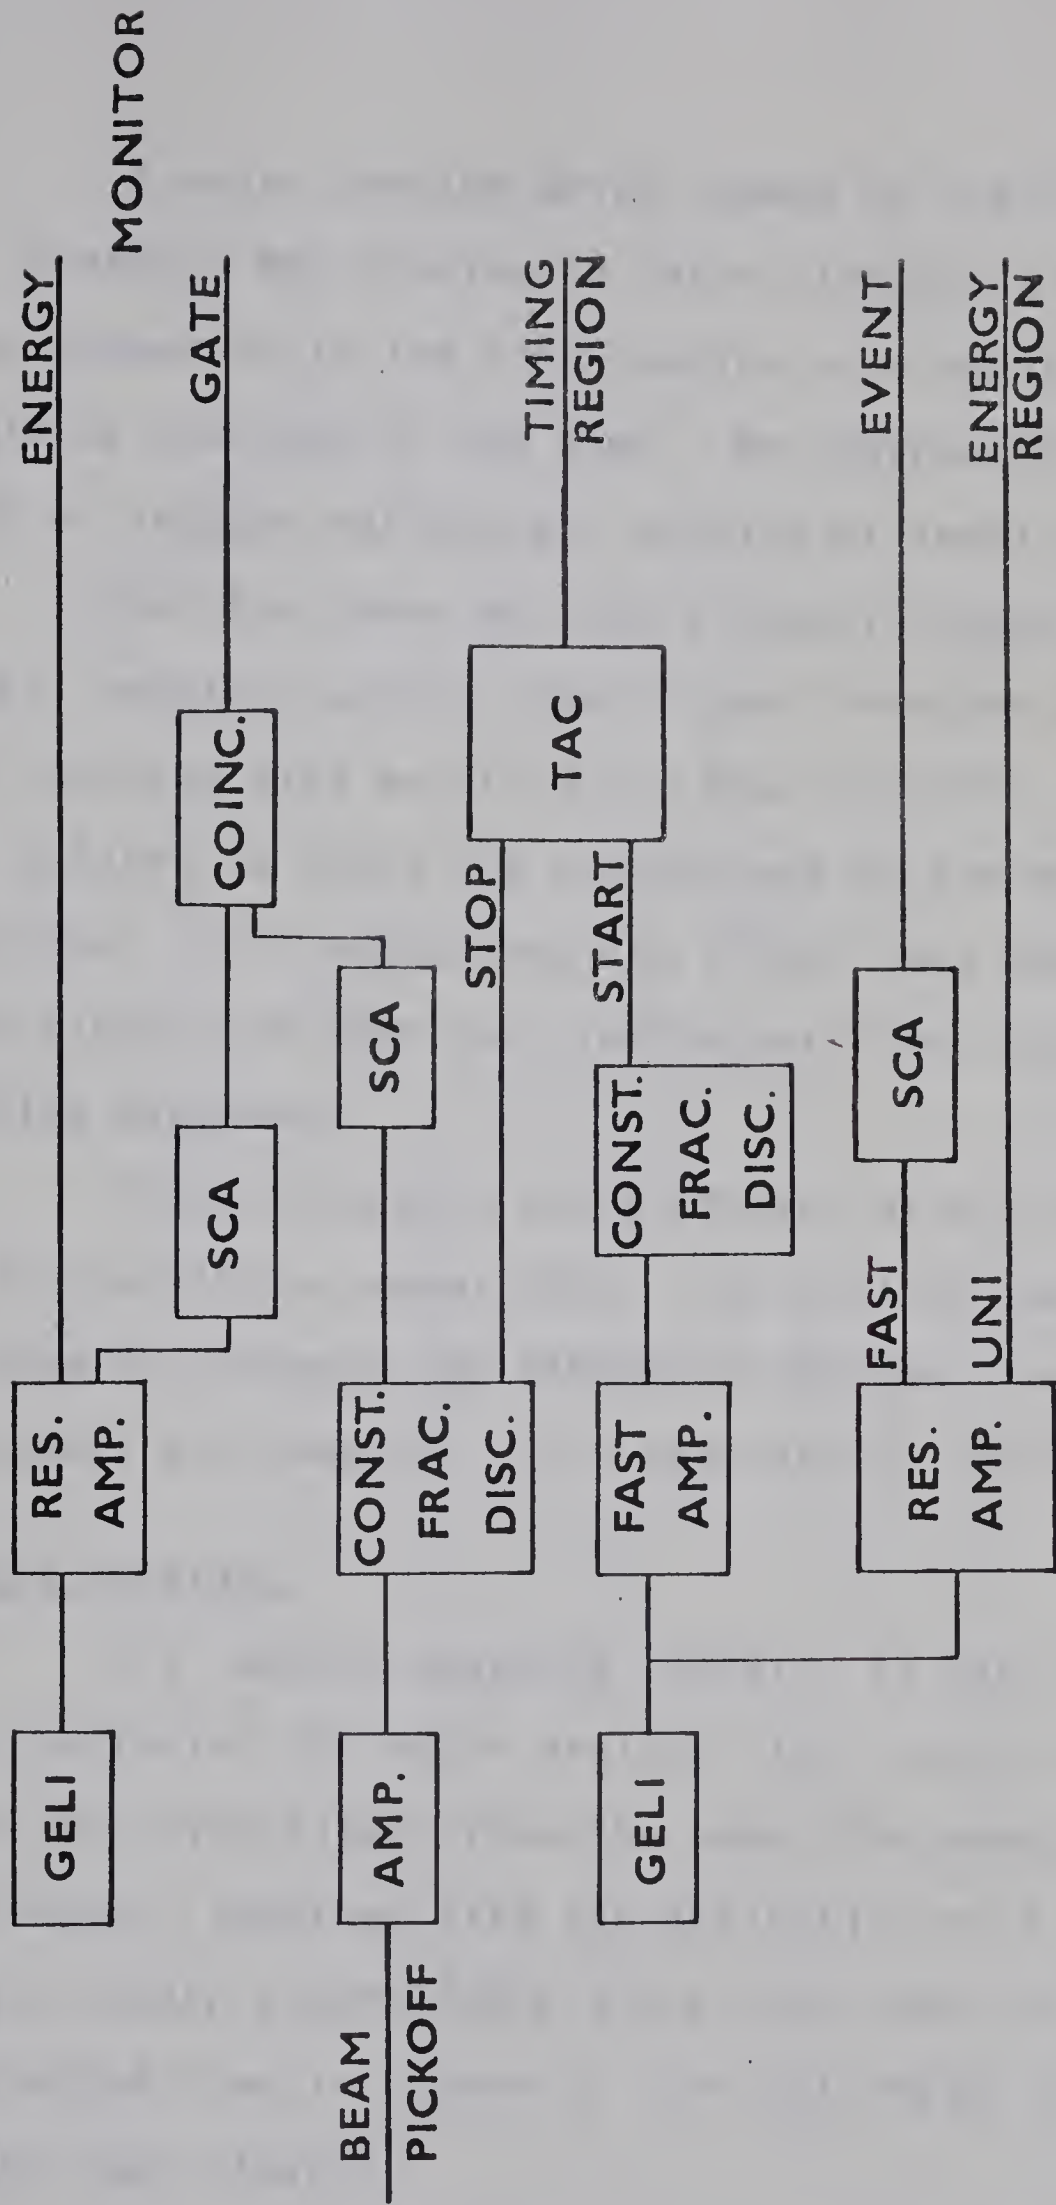 ENERGY
MONITOR
GATE
TIMING
REGION
EVENT
ENERGY
REGION
COINC.
TAC
STOP
START
SCA
SCA
SCA
CONST.
FRAC.
DISC.
FAST
UNI
RES.
AMP.
CONST.
FRAC.
DISC.
FAST
AMP.
RES.
AMP.
GELI
AMP.
GELI
BEAM
PICKOFF